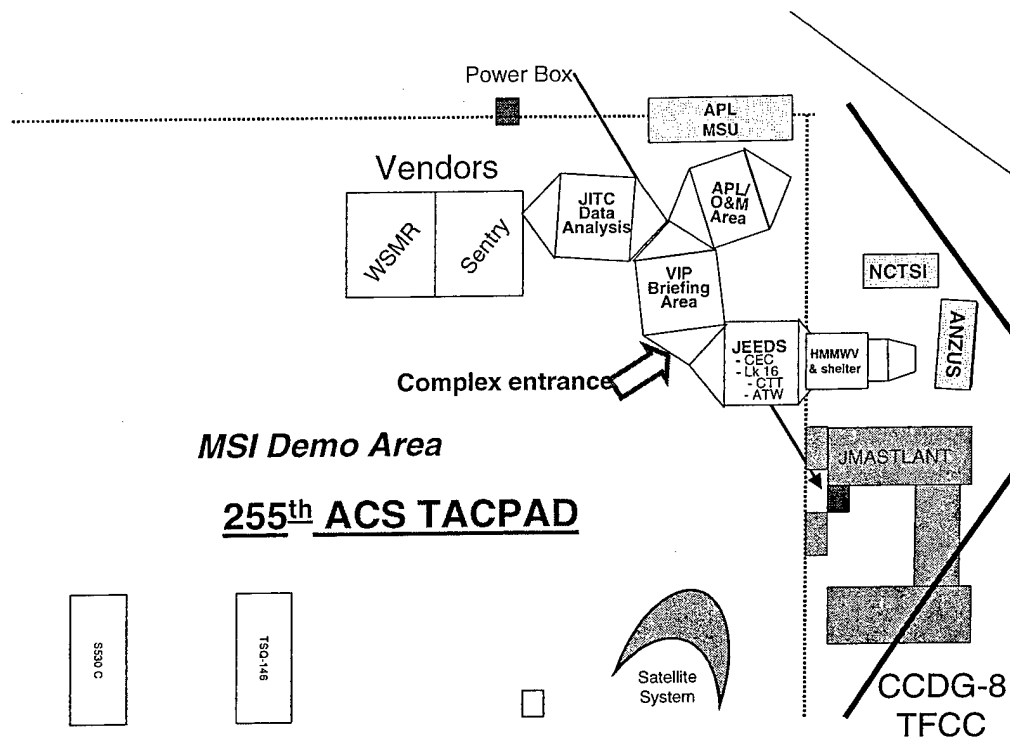 Power Box
APL
MSU
Vendors
WSMR
Sentry
JITC
Data
Analysis
APL/
O&M
Area
VIP
Briefing
Area
NCTSI
ANZUS
JEEDS
- CEC
- Lk 16
- CTT
- ATW
HMMWV
& shelter
Complex entrance
MSI Demo Area
JMASTLANT
255th ACS TACPAD
S530 C
TSQ-146
Satellite
System
CCDG-8
TFCC